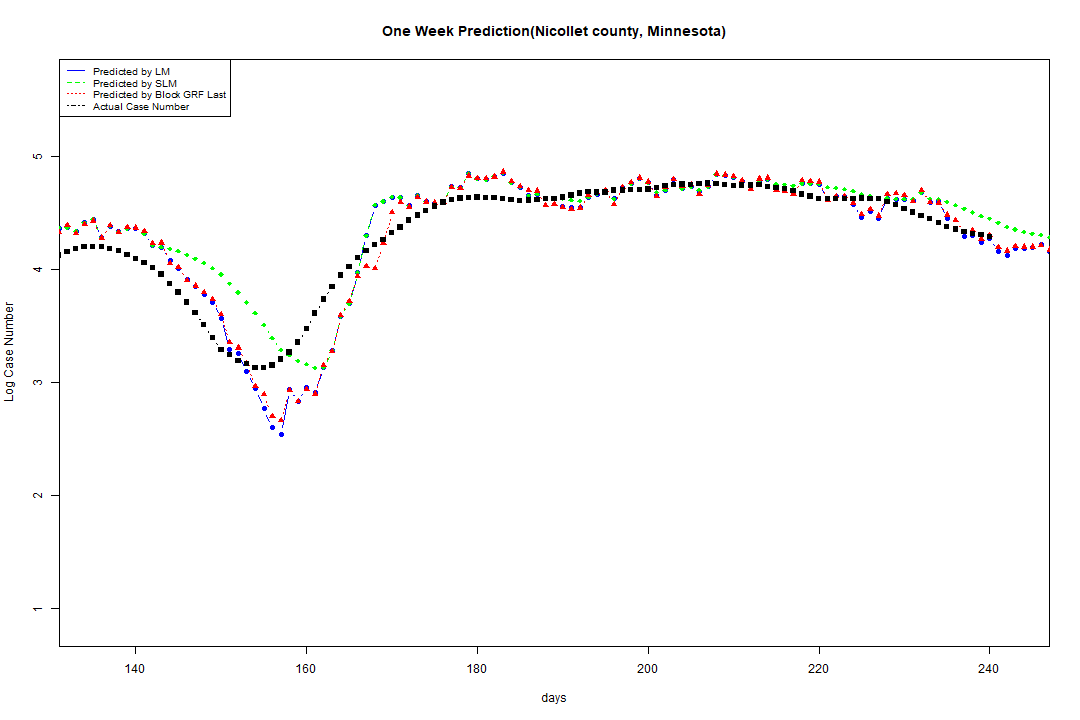 One Week Prediction(Nicollet county, Minnesota)
Predicted by LM
Predicted by SLM
Predicted by Block GRF Last
Actual Case Number
5
4
3
2
1
Log Case Number
140 160 180 200 220 240
days